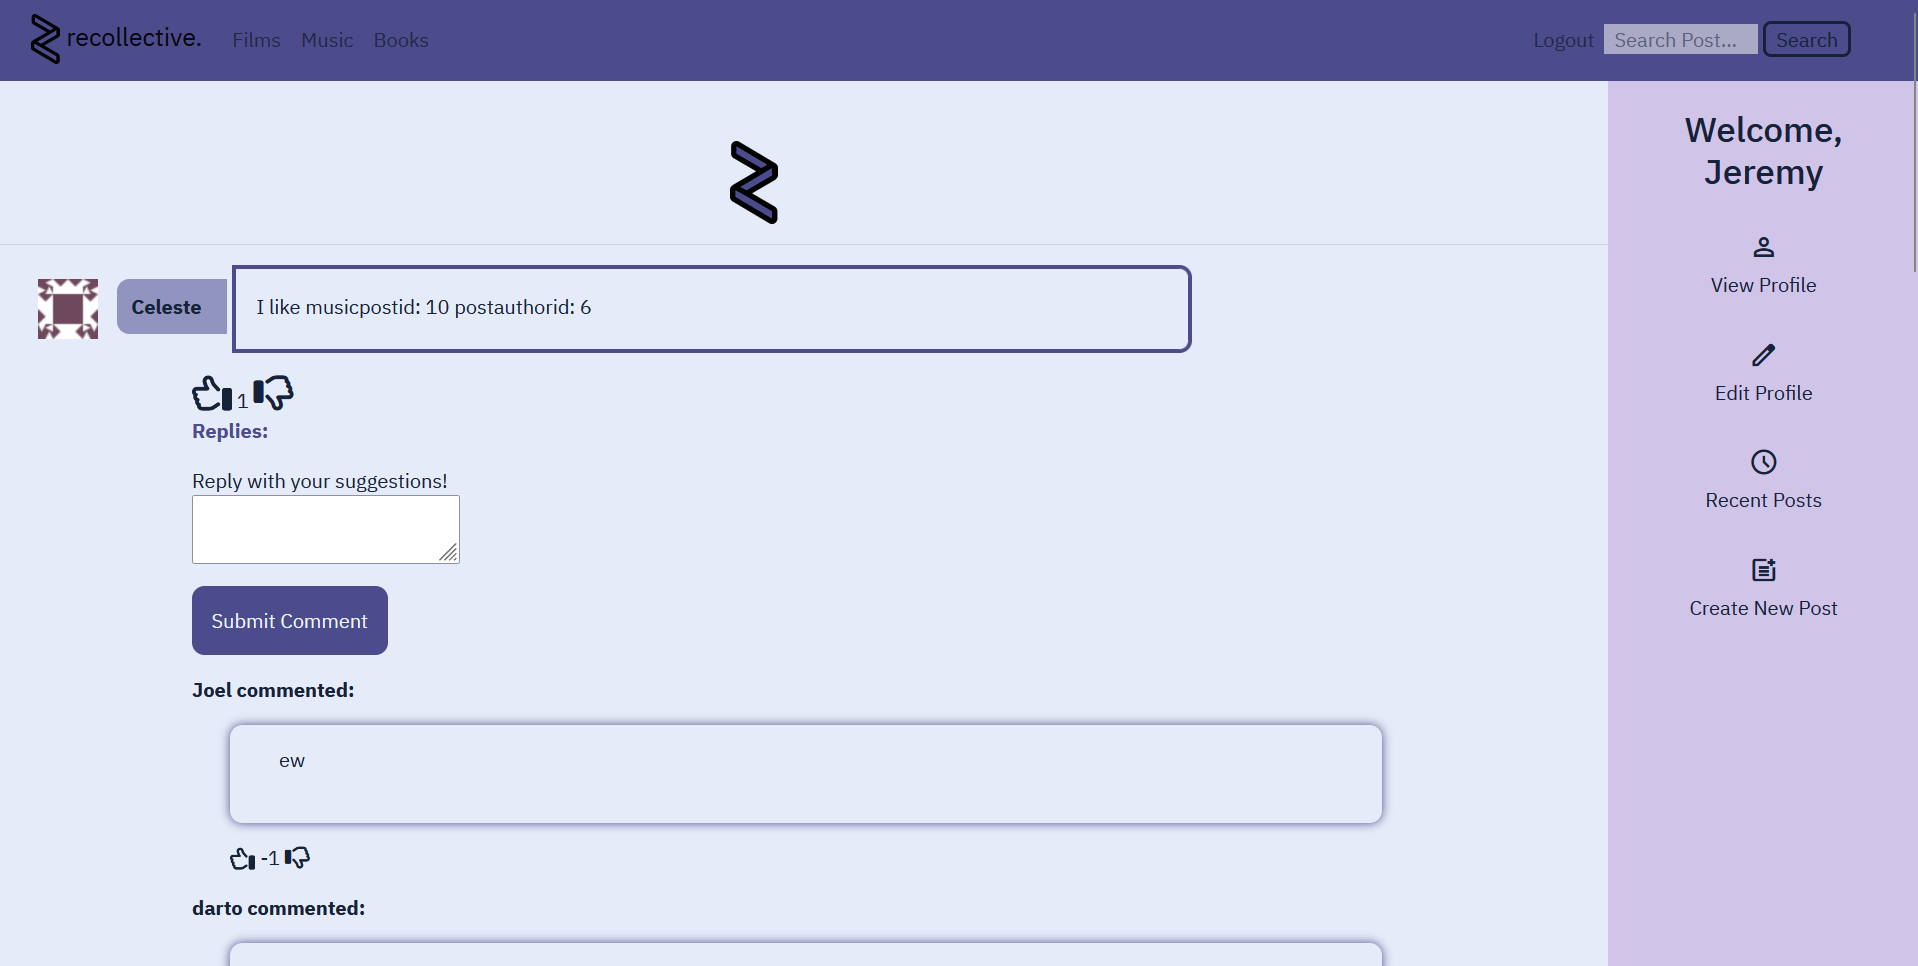 recollective. Films Music Books Logout Search Post... Search
Welcome,
Jeremy
View Profile
Edit Profile
Recent Posts
Create New Post
Celeste I like musicpostid: 10 postauthorid: 6
1
Replies:
Reply with your suggestions!
Submit Comment
Joel commented:
ew
-1
darto commented: